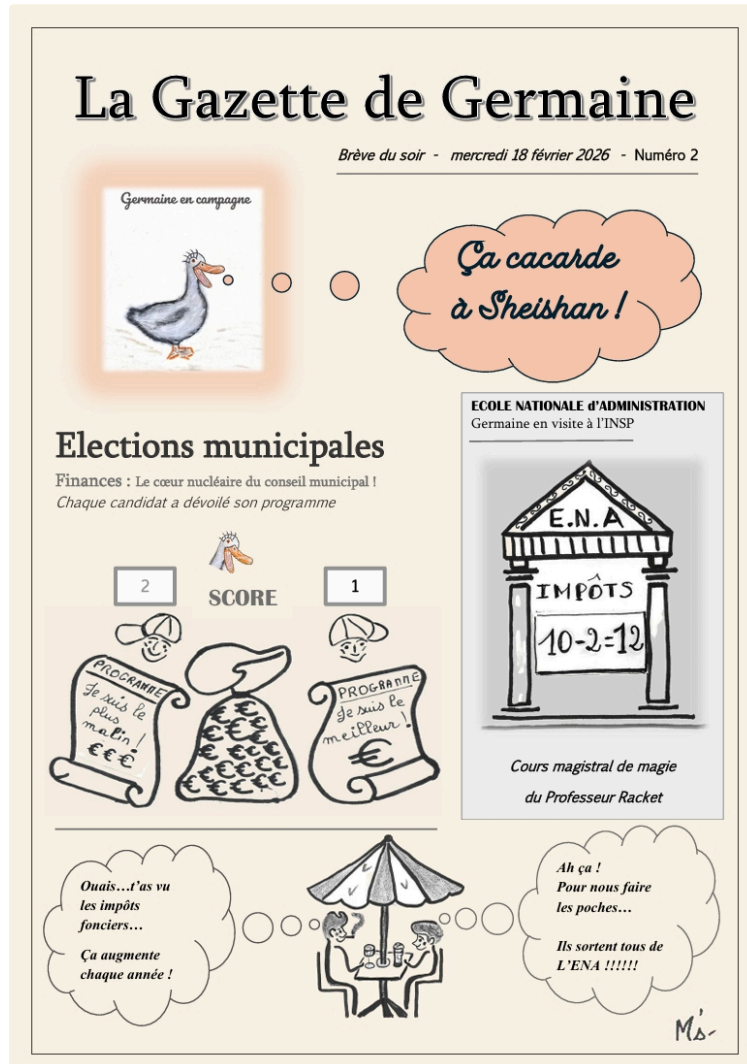 La Gazette de Germaine
Brève du soir - mercredi 18 février 2026 - Numéro 2
Germaine en campagne
Ça cacarde
à Sheishan !
Elections municipales
Finances : Le cœur nucléaire du conseil municipal !
Chaque candidat a dévoilé son programme
2
SCORE
1
PROGRAMME
Je suis le
plus
malin !
€€€
PROGRAMME
Je suis le
meilleur !
€
ECOLE NATIONALE d'ADMINISTRATION
Germaine en visite à l'INSP
E.N.A
IMPÔTS
10-2=12
Cours magistral de magie
du Professeur Racket
Ouais…t'as vu
les impôts
fonciers…
Ça augmente
chaque année !
Ah ça !
Pour nous faire
les poches…
Ils sortent tous de
L'ENA !!!!!!
M's-